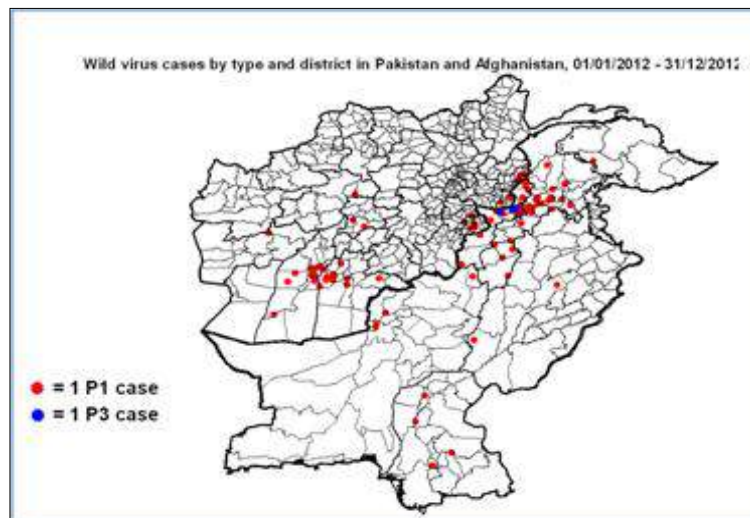 Wild virus cases by type and district in Pakistan and Afghanistan, 01/01/2012 - 31/12/2012
= 1 P1 case
= 1 P3 case